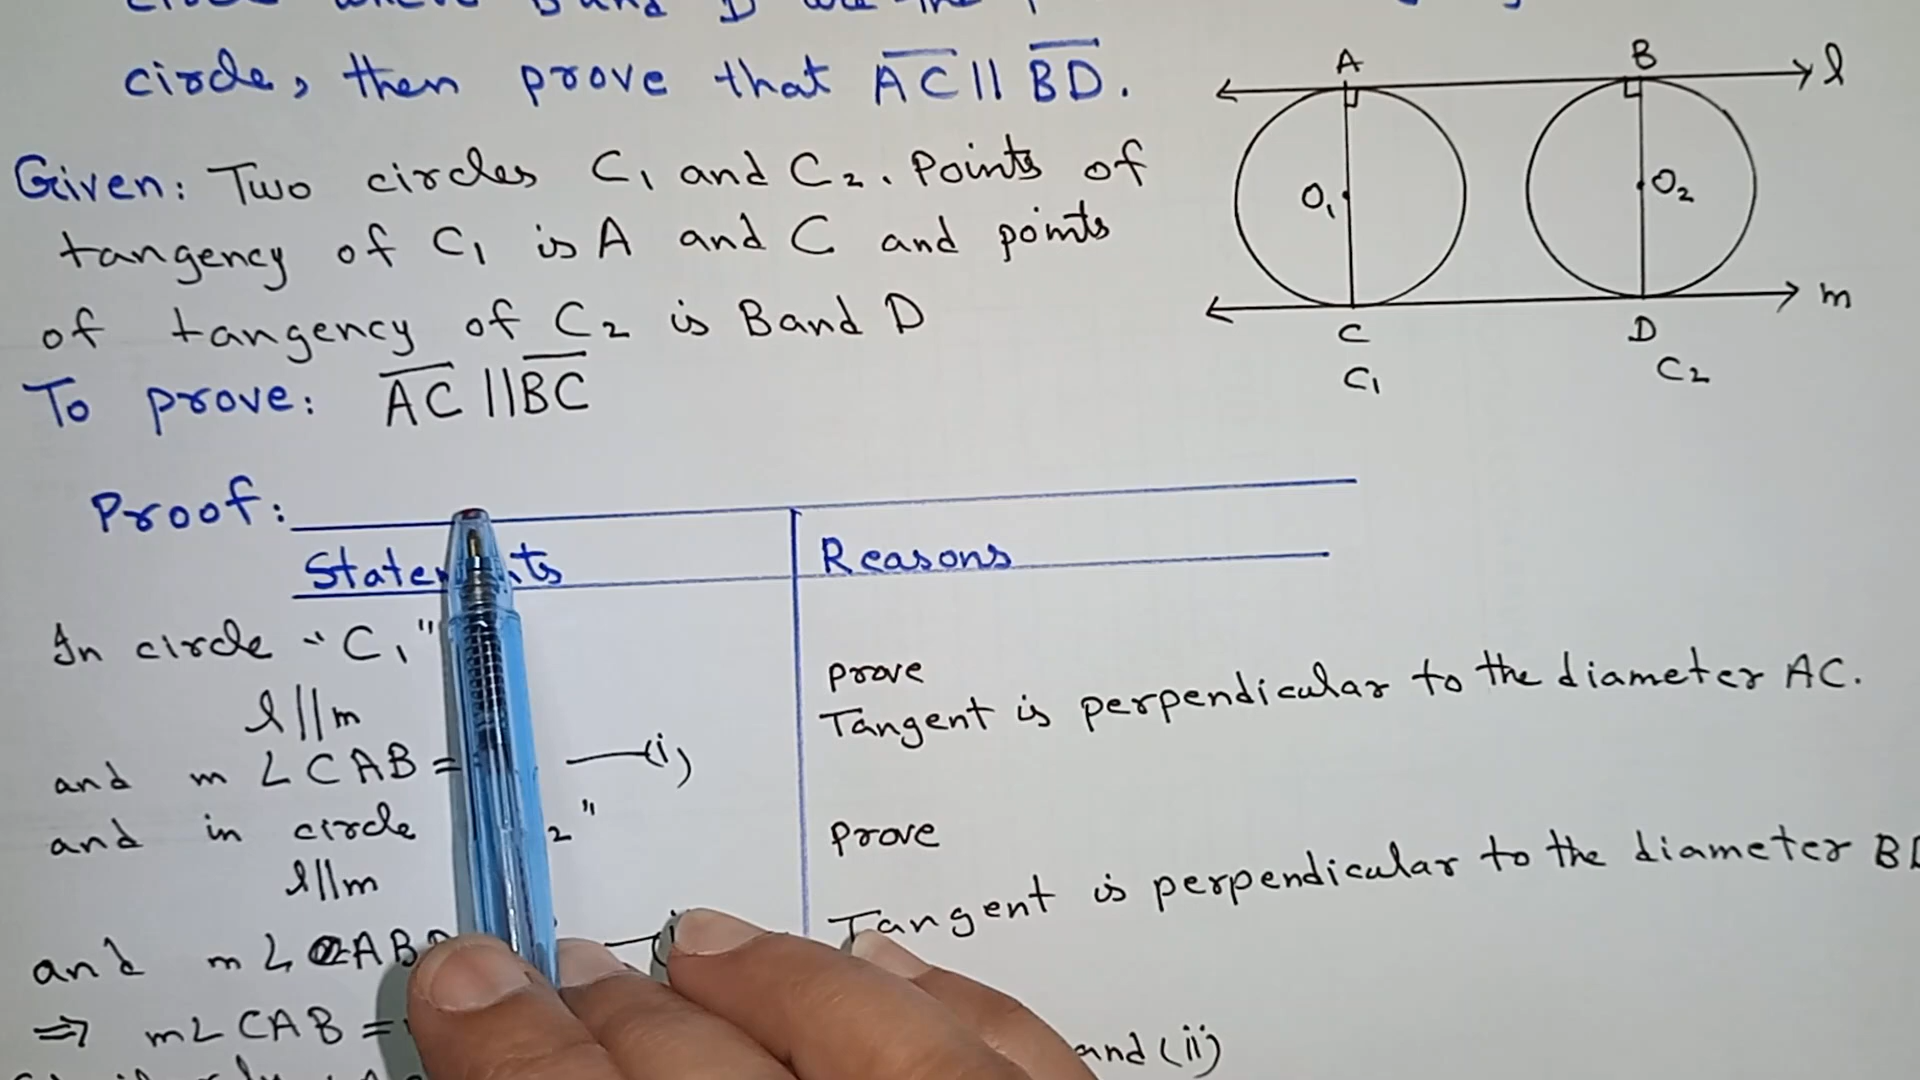 circle, then prove that AC || BD.
Given: Two circles C₁ and C₂. Points of
tangency of C₁ is A and C and points
of tangency of C₂ is B and D
To prove: AC || BC
A
B
l
O₁
O₂
m
C
D
C₁
C₂
Proof:
Statements
Reasons
In circle "C₁"
l||m
prove
and m∠CAB= —(i)
Tangent is perpendicular to the diameter AC.
and in circle ₂"
l||m
prove
and m∠ABD
Tangent is perpendicular to the diameter BD
⇒ m∠CAB =
and (ii)